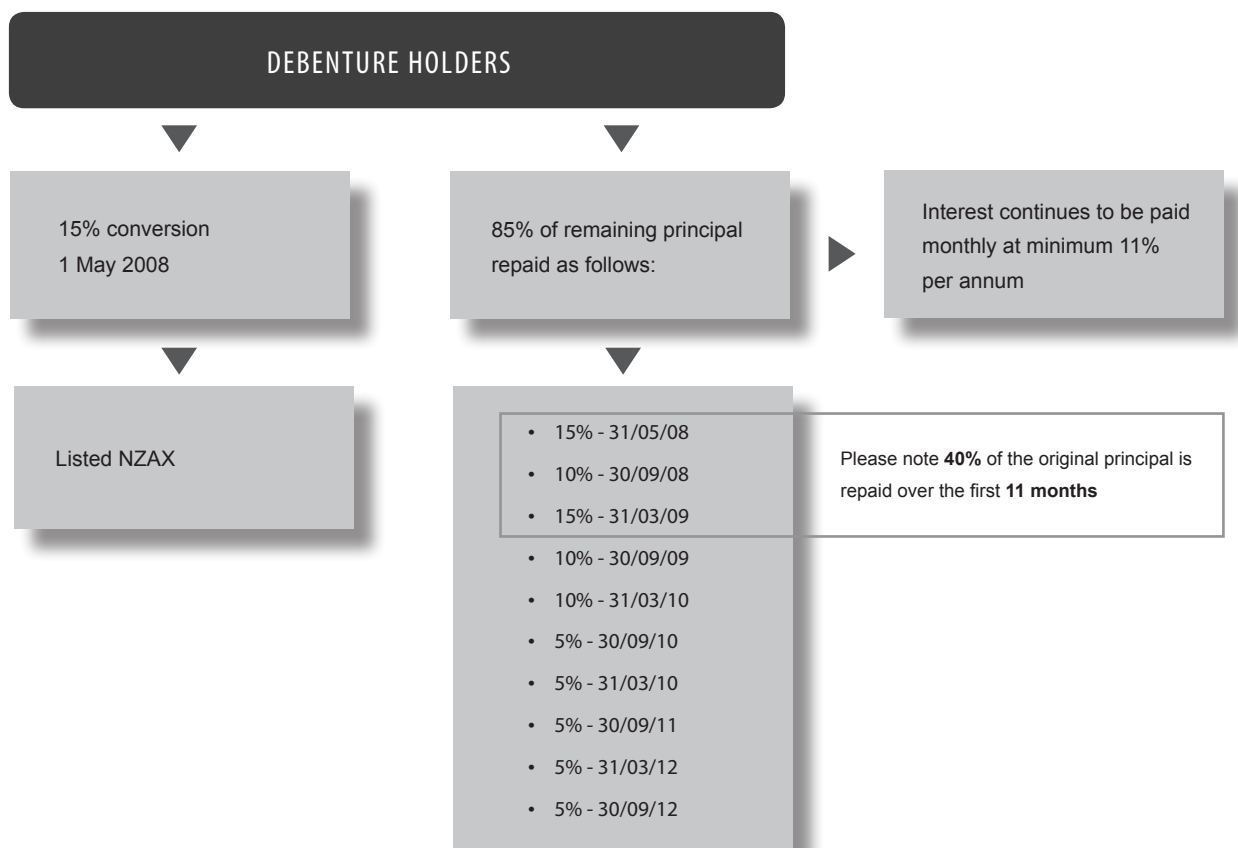 DEBENTURE HOLDERS
15% conversion
1 May 2008
85% of remaining principal
repaid as follows:
Interest continues to be paid
monthly at minimum 11%
per annum
Listed NZAX
• 15% - 31/05/08
• 10% - 30/09/08
• 15% - 31/03/09
• 10% - 30/09/09
• 10% - 31/03/10
• 5% - 30/09/10
• 5% - 31/03/10
• 5% - 30/09/11
• 5% - 31/03/12
• 5% - 30/09/12
Please note 40% of the original principal is
repaid over the first 11 months